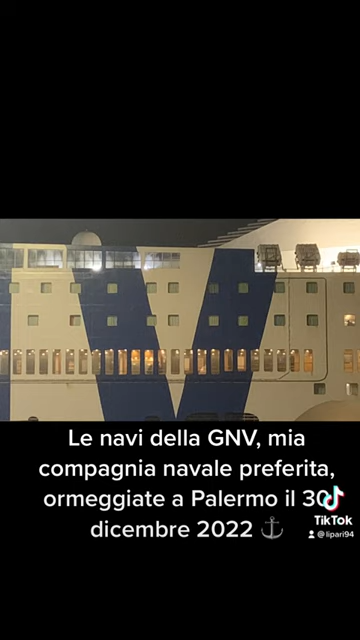 Le navi della GNV, mia
compagnia navale preferita,
ormeggiate a Palermo il 30
dicembre 2022 ⚓
TikTok
@lipari94